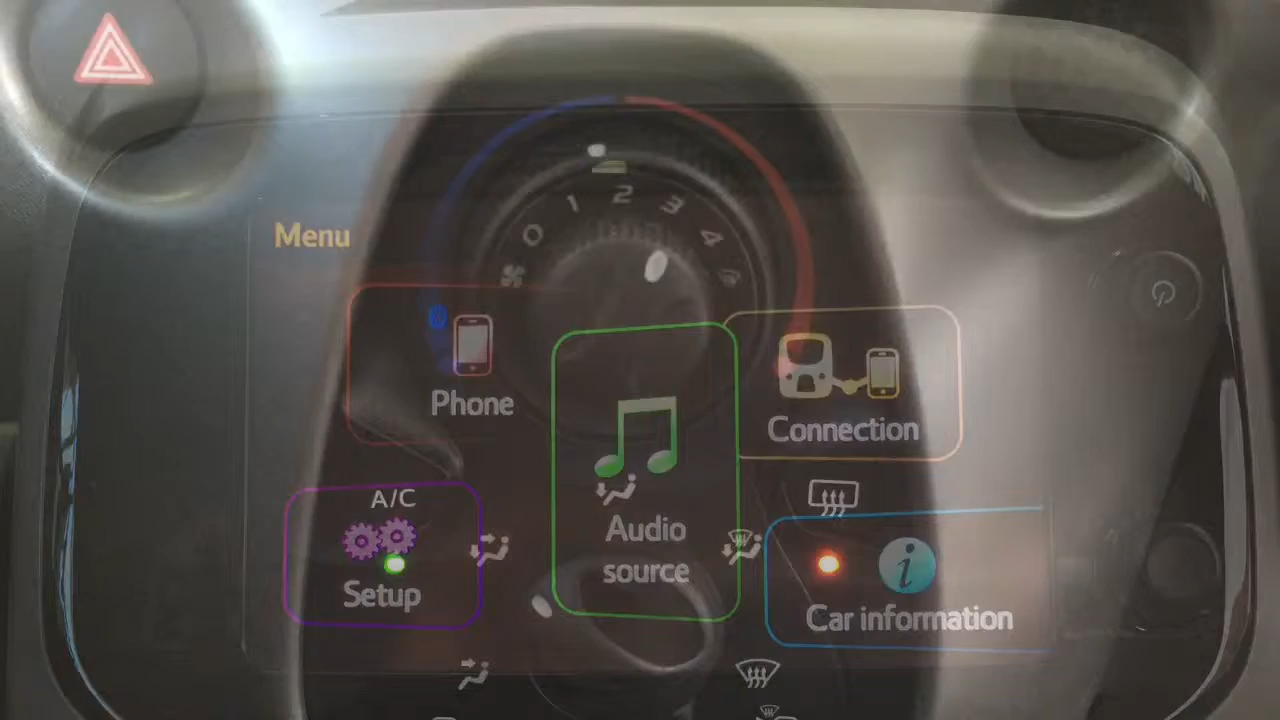 Menu
0 1 2 3 4
Phone
Connection
Audio
source
A/C
Setup
Car information